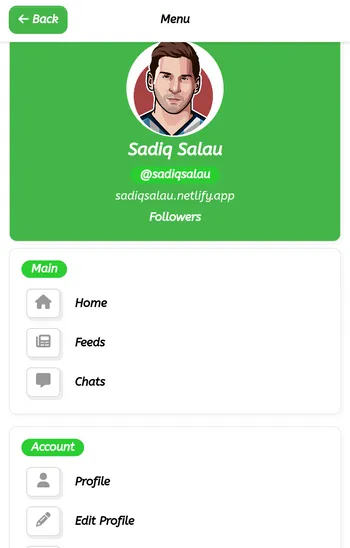 Back
Menu
Sadiq Salau
@sadiqsalau
sadiqsalau.netlify.app
Followers
Main
Home
Feeds
Chats
Account
Profile
Edit Profile